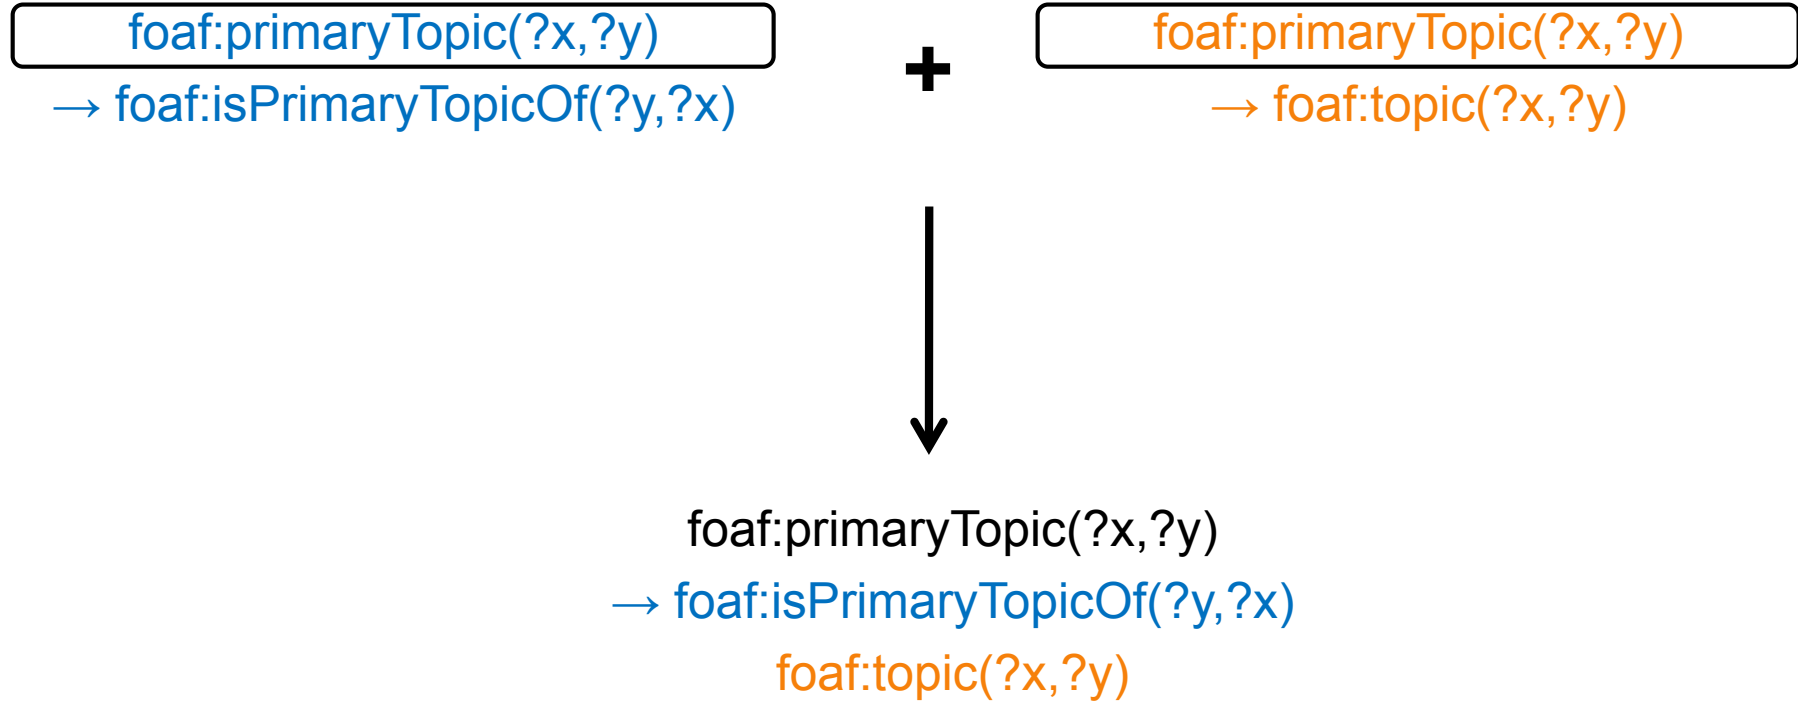 foaf:primaryTopic(?x,?y)
→ foaf:isPrimaryTopicOf(?y,?x)
+
foaf:primaryTopic(?x,?y)
→ foaf:topic(?x,?y)
foaf:primaryTopic(?x,?y)
→ foaf:isPrimaryTopicOf(?y,?x)
foaf:topic(?x,?y)